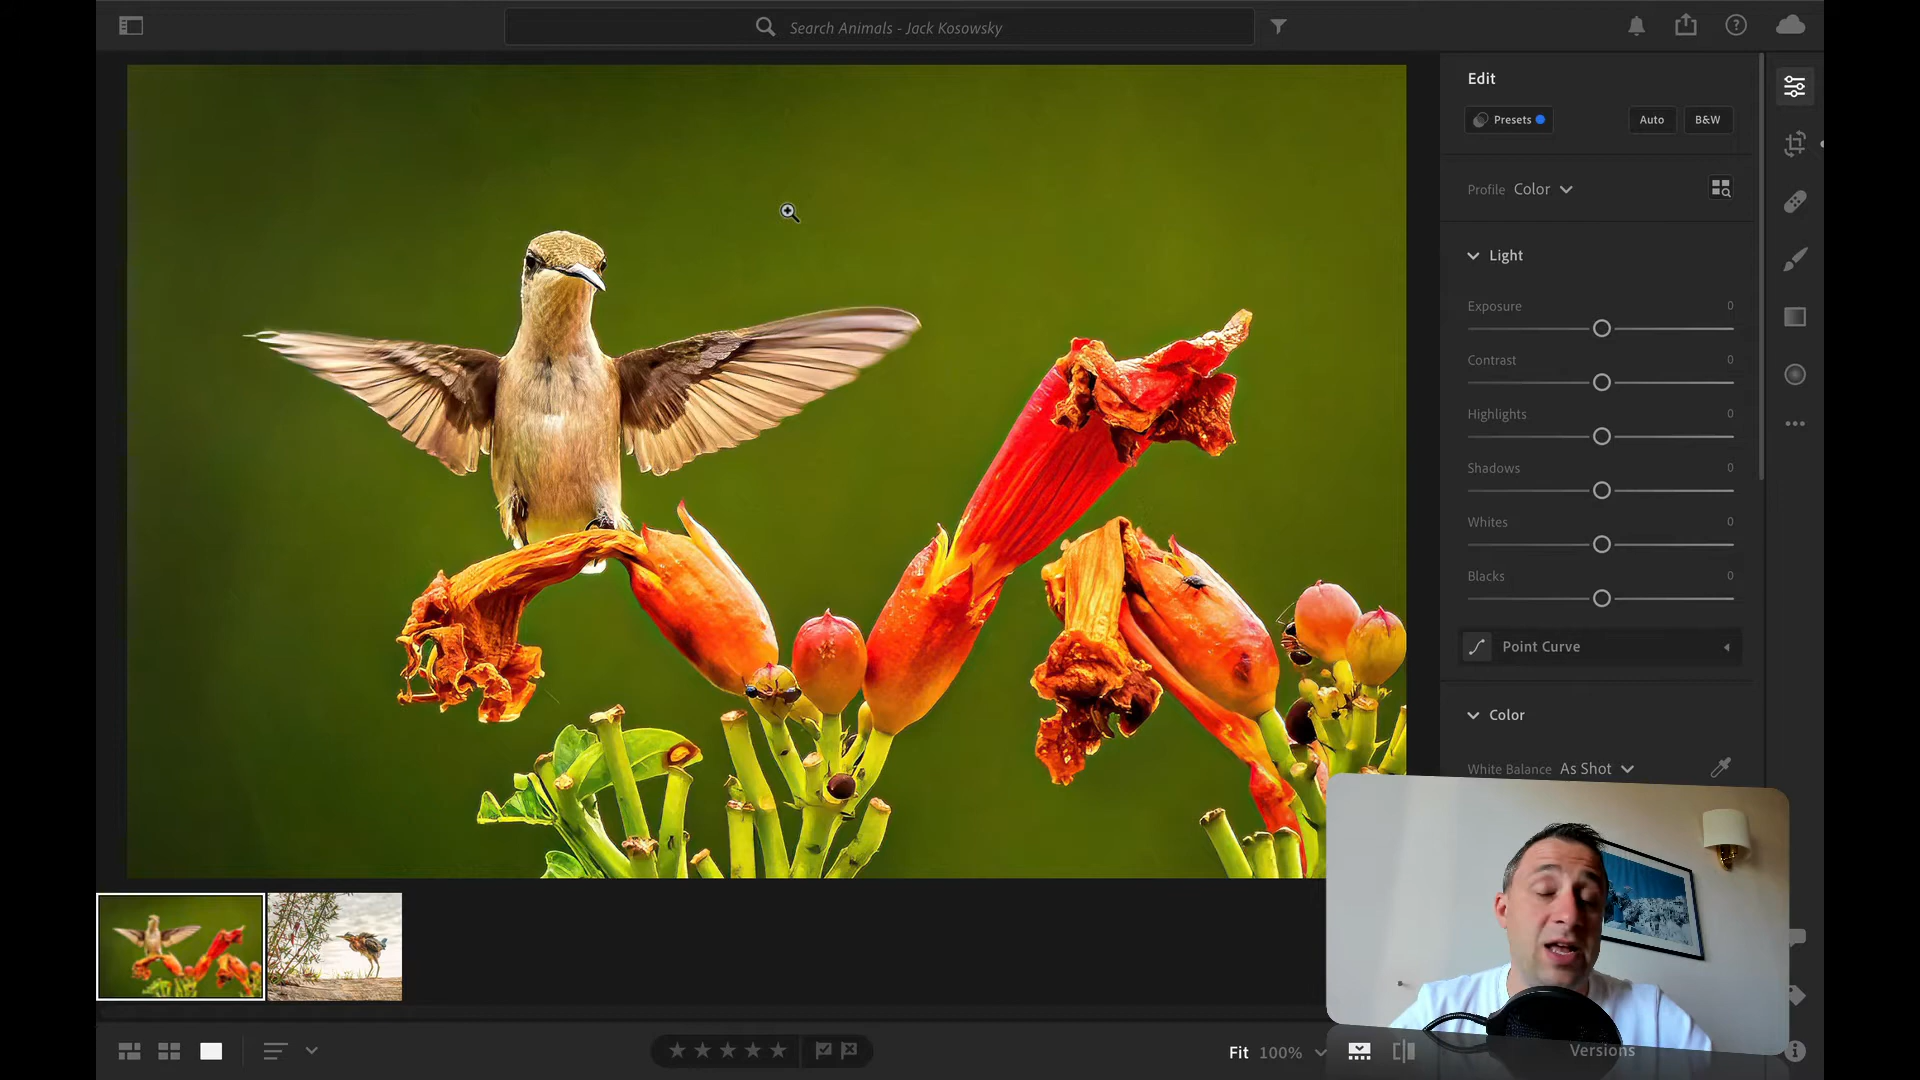 Search Animals - Jack Kosowsky
Edit
Presets
Auto
B&W
Profile Color
Light
Exposure 0
Contrast 0
Highlights 0
Shadows 0
Whites 0
Blacks 0
Point Curve
Color
White Balance As Shot
Fit 100%
Versions